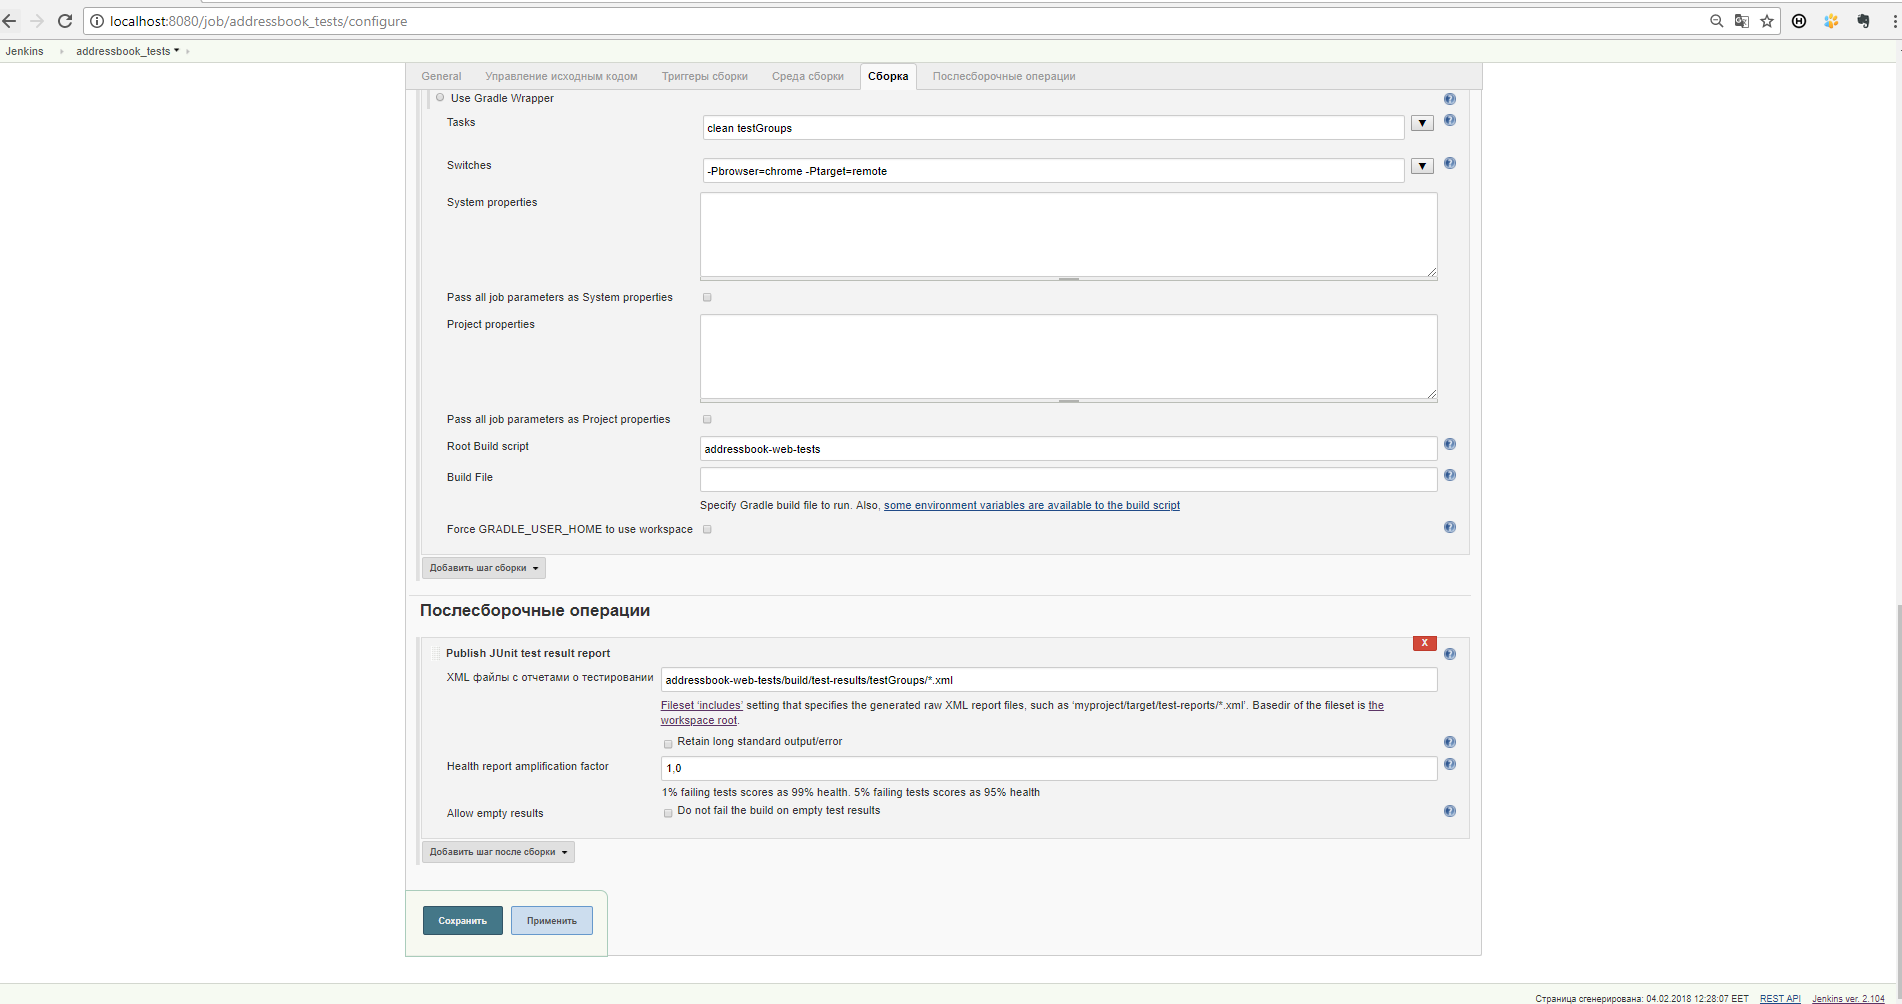 localhost:8080/job/addressbook_tests/configure
Jenkins addressbook_tests
General Управление исходным кодом Триггеры сборки Среда сборки Сборка Послесборочные операции
Use Gradle Wrapper
Tasks clean testGroups
Switches -Pbrowser=chrome -Ptarget=remote
System properties
Pass all job parameters as System properties
Project properties
Pass all job parameters as Project properties
Root Build script addressbook-web-tests
Build File
Specify Gradle build file to run. Also, some environment variables are available to the build script
Force GRADLE_USER_HOME to use workspace
Добавить шаг сборки
Послесборочные операции
X
Publish JUnit test result report
XML файлы с отчетами о тестировании addressbook-web-tests/build/test-results/testGroups/*.xml
Fileset ‘includes’ setting that specifies the generated raw XML report files, such as ‘myproject/target/test-reports/*.xml’. Basedir of the fileset is the
workspace root.
Retain long standard output/error
Health report amplification factor 1,0
1% failing tests scores as 99% health. 5% failing tests scores as 95% health
Allow empty results Do not fail the build on empty test results
Добавить шаг после сборки
Сохранить Применить
Страница сгенерирована: 04.02.2018 12:28:07 EET REST API Jenkins ver. 2.104